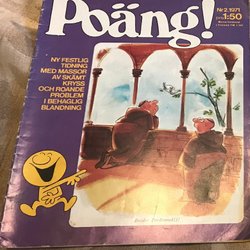 Poäng!
Nr 2. 1971
1:50
NY FESTLIG
TIDNING
MED MASSOR
AV SKÄMT
KRYSS
OCH ROANDE
PROBLEM
I BEHAGLIG
BLANDNING